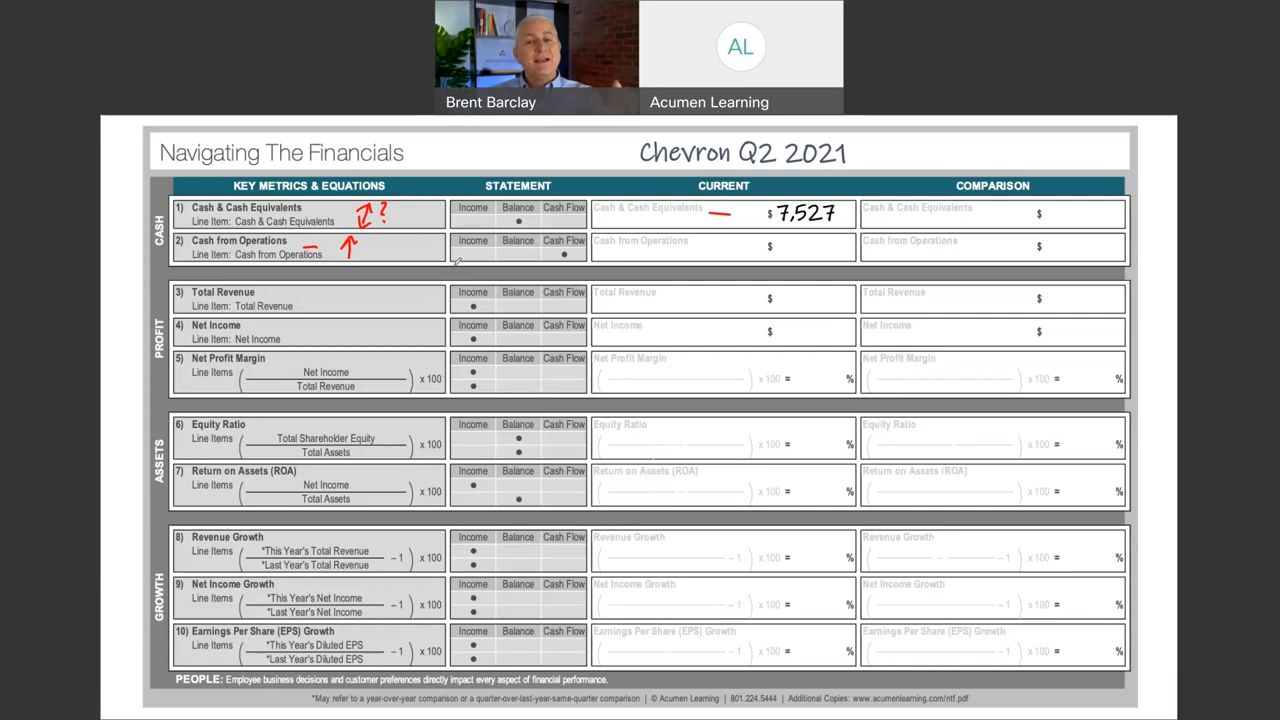 AL
Brent Barclay
Acumen Learning
Navigating The Financials
Chevron Q2 2021
KEY METRICS & EQUATIONS STATEMENT CURRENT COMPARISON
CASH
1) Cash & Cash Equivalents ? Income Balance Cash Flow Cash & Cash Equivalents $ 7,527 Cash & Cash Equivalents $
Line Item: Cash & Cash Equivalents
2) Cash from Operations Income Balance Cash Flow Cash from Operations $ Cash from Operations $
Line Item: Cash from Operations
PROFIT
3) Total Revenue Income Balance Cash Flow Total Revenue $ Total Revenue $
Line Item: Total Revenue
4) Net Income Income Balance Cash Flow Net Income $ Net Income $
Line Item: Net Income
5) Net Profit Margin Income Balance Cash Flow Net Profit Margin Net Profit Margin
Line Items ( Net Income
Total Revenue ) x 100 ( ) x 100 = % ( ) x 100 = %
ASSETS
6) Equity Ratio Income Balance Cash Flow Equity Ratio Equity Ratio
Line Items ( Total Shareholder Equity
Total Assets ) x 100 ( ) x 100 = % ( ) x 100 = %
7) Return on Assets (ROA) Income Balance Cash Flow Return on Assets (ROA) Return on Assets (ROA)
Line Items ( Net Income
Total Assets ) x 100 ( ) x 100 = % ( ) x 100 = %
GROWTH
8) Revenue Growth Income Balance Cash Flow Revenue Growth Revenue Growth
Line Items ( *This Year's Total Revenue
*Last Year's Total Revenue – 1 ) x 100 ( – 1 ) x 100 = % ( – 1 ) x 100 = %
9) Net Income Growth Income Balance Cash Flow Net Income Growth Net Income Growth
Line Items ( *This Year's Net Income
*Last Year's Net Income – 1 ) x 100 ( – 1 ) x 100 = % ( – 1 ) x 100 = %
10) Earnings Per Share (EPS) Growth Income Balance Cash Flow Earnings Per Share (EPS) Growth Earnings Per Share (EPS) Growth
Line Items ( *This Year's Diluted EPS
*Last Year's Diluted EPS – 1 ) x 100 ( – 1 ) x 100 = % ( – 1 ) x 100 = %
PEOPLE: Employee business decisions and customer preferences directly impact every aspect of financial performance.
*May refer to a year-over-year comparison or a quarter-over-last-year-same-quarter comparison | © Acumen Learning | 801.224.5444 | Additional Copies: www.acumenlearning.com/ntf.pdf